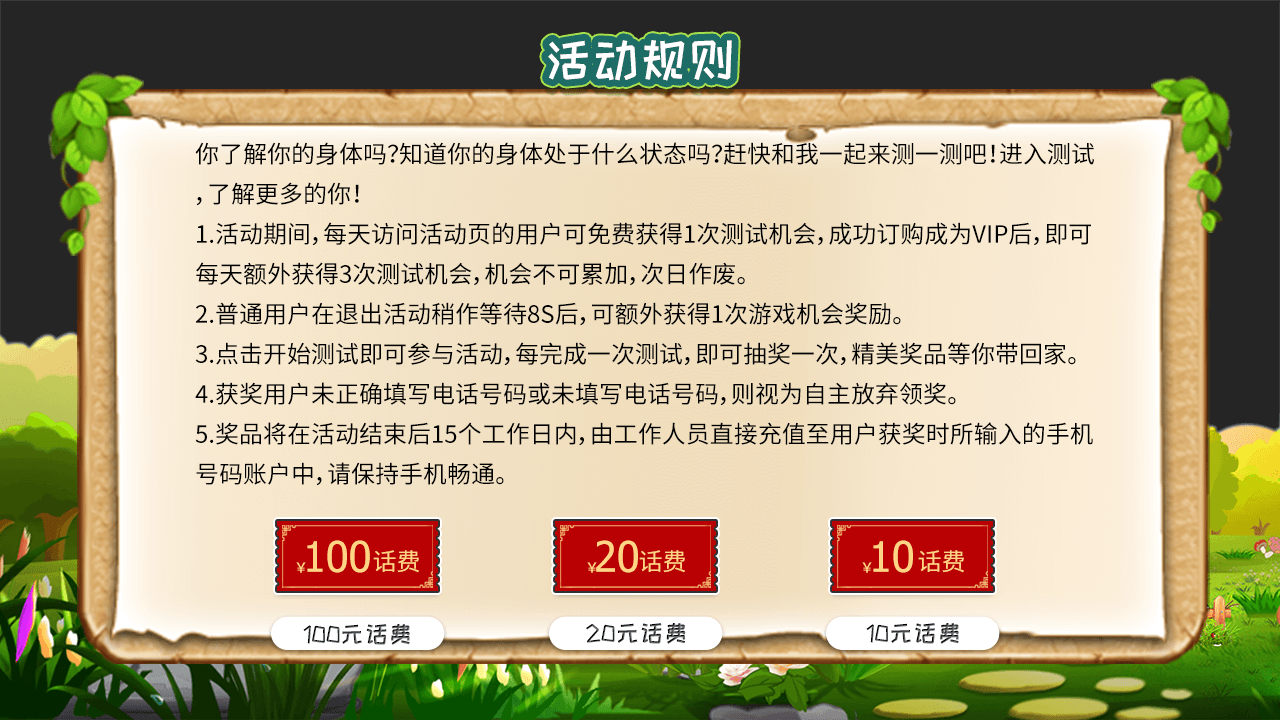 活动规则
你了解你的身体吗?知道你的身体处于什么状态吗?赶快和我一起来测一测吧!进入测试
,了解更多的你!
1.活动期间,每天访问活动页的用户可免费获得1次测试机会,成功订购成为VIP后,即可
每天额外获得3次测试机会,机会不可累加,次日作废。
2.普通用户在退出活动稍作等待8S后,可额外获得1次游戏机会奖励。
3.点击开始测试即可参与活动,每完成一次测试,即可抽奖一次,精美奖品等你带回家。
4.获奖用户未正确填写电话号码或未填写电话号码,则视为自主放弃领奖。
5.奖品将在活动结束后15个工作日内,由工作人员直接充值至用户获奖时所输入的手机
号码账户中,请保持手机畅通。
¥100话费
¥20话费
¥10话费
100元话费
20元话费
10元话费